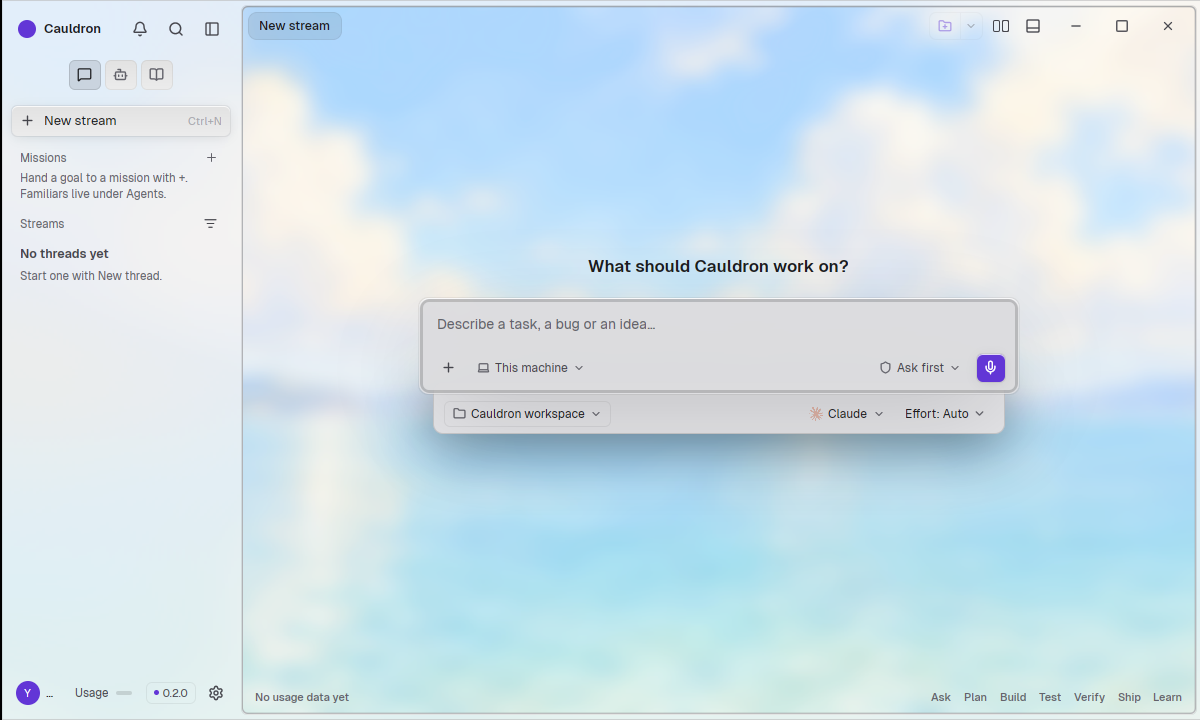 Cauldron
New stream Ctrl+N
Missions
Hand a goal to a mission with +.
Familiars live under Agents.
Streams
No threads yet
Start one with New thread.
Y ... Usage 0.2.0
New stream
What should Cauldron work on?
Describe a task, a bug or an idea...
This machine Ask first
Cauldron workspace Claude Effort: Auto
No usage data yet Ask Plan Build Test Verify Ship Learn